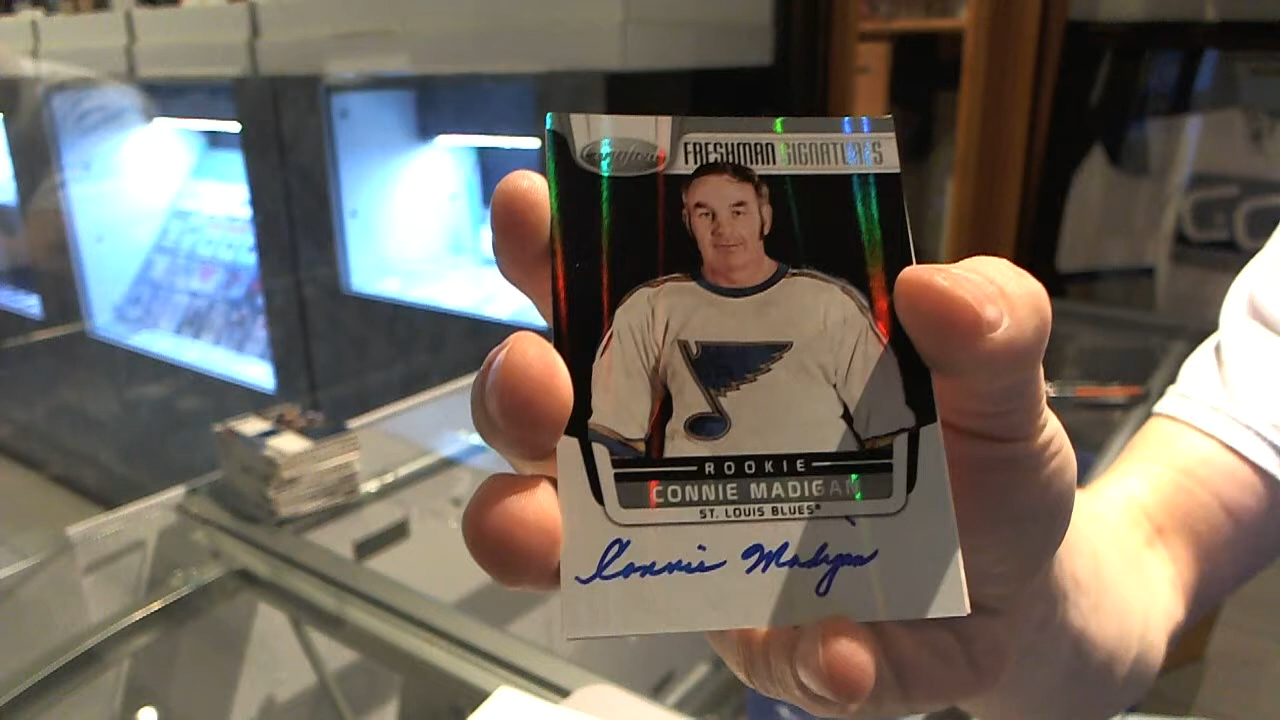 Certified
FRESHMAN SIGNATURES
ROOKIE
CONNIE MADIGAN
ST. LOUIS BLUES®
Connie Madigan